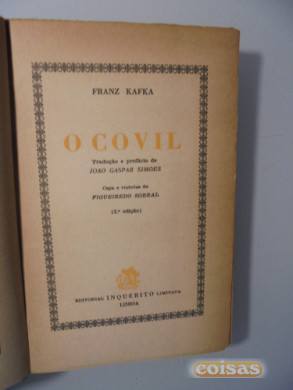 FRANZ KAFKA
O COVIL
Tradução e prefácio de
JOÃO GASPAR SIMÕES
Capa e vinhetas de
FIGUEIREDO SOBRAL
(2.ª edição)
EDITORIAL INQUÉRITO LIMITADA
LISBOA
coisas